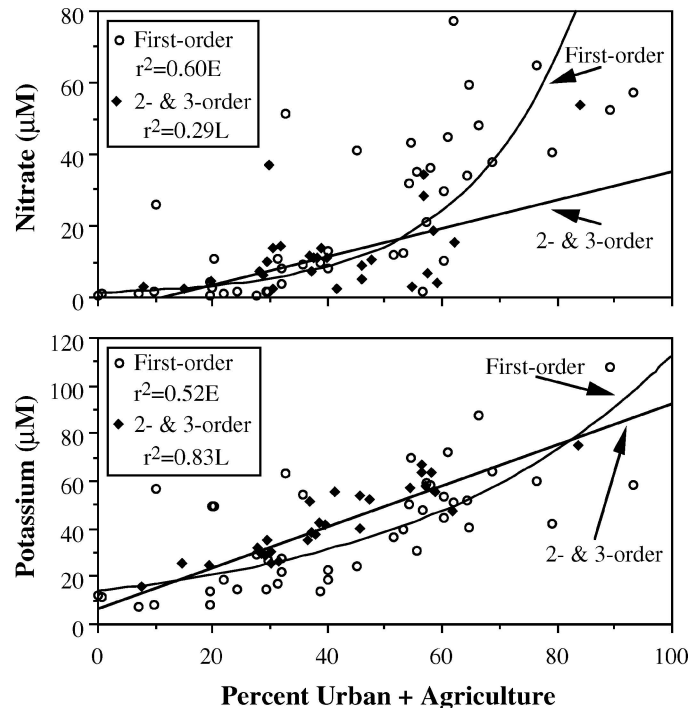 80
60
40
20
0
Nitrate (μM)
First-order
r²=0.60E
2- & 3-order
r²=0.29L
First-order
2- & 3-order
120
100
80
60
40
20
0
Potassium (μM)
First-order
r²=0.52E
2- & 3-order
r²=0.83L
First-order
2- & 3-order
0 20 40 60 80 100
Percent Urban + Agriculture